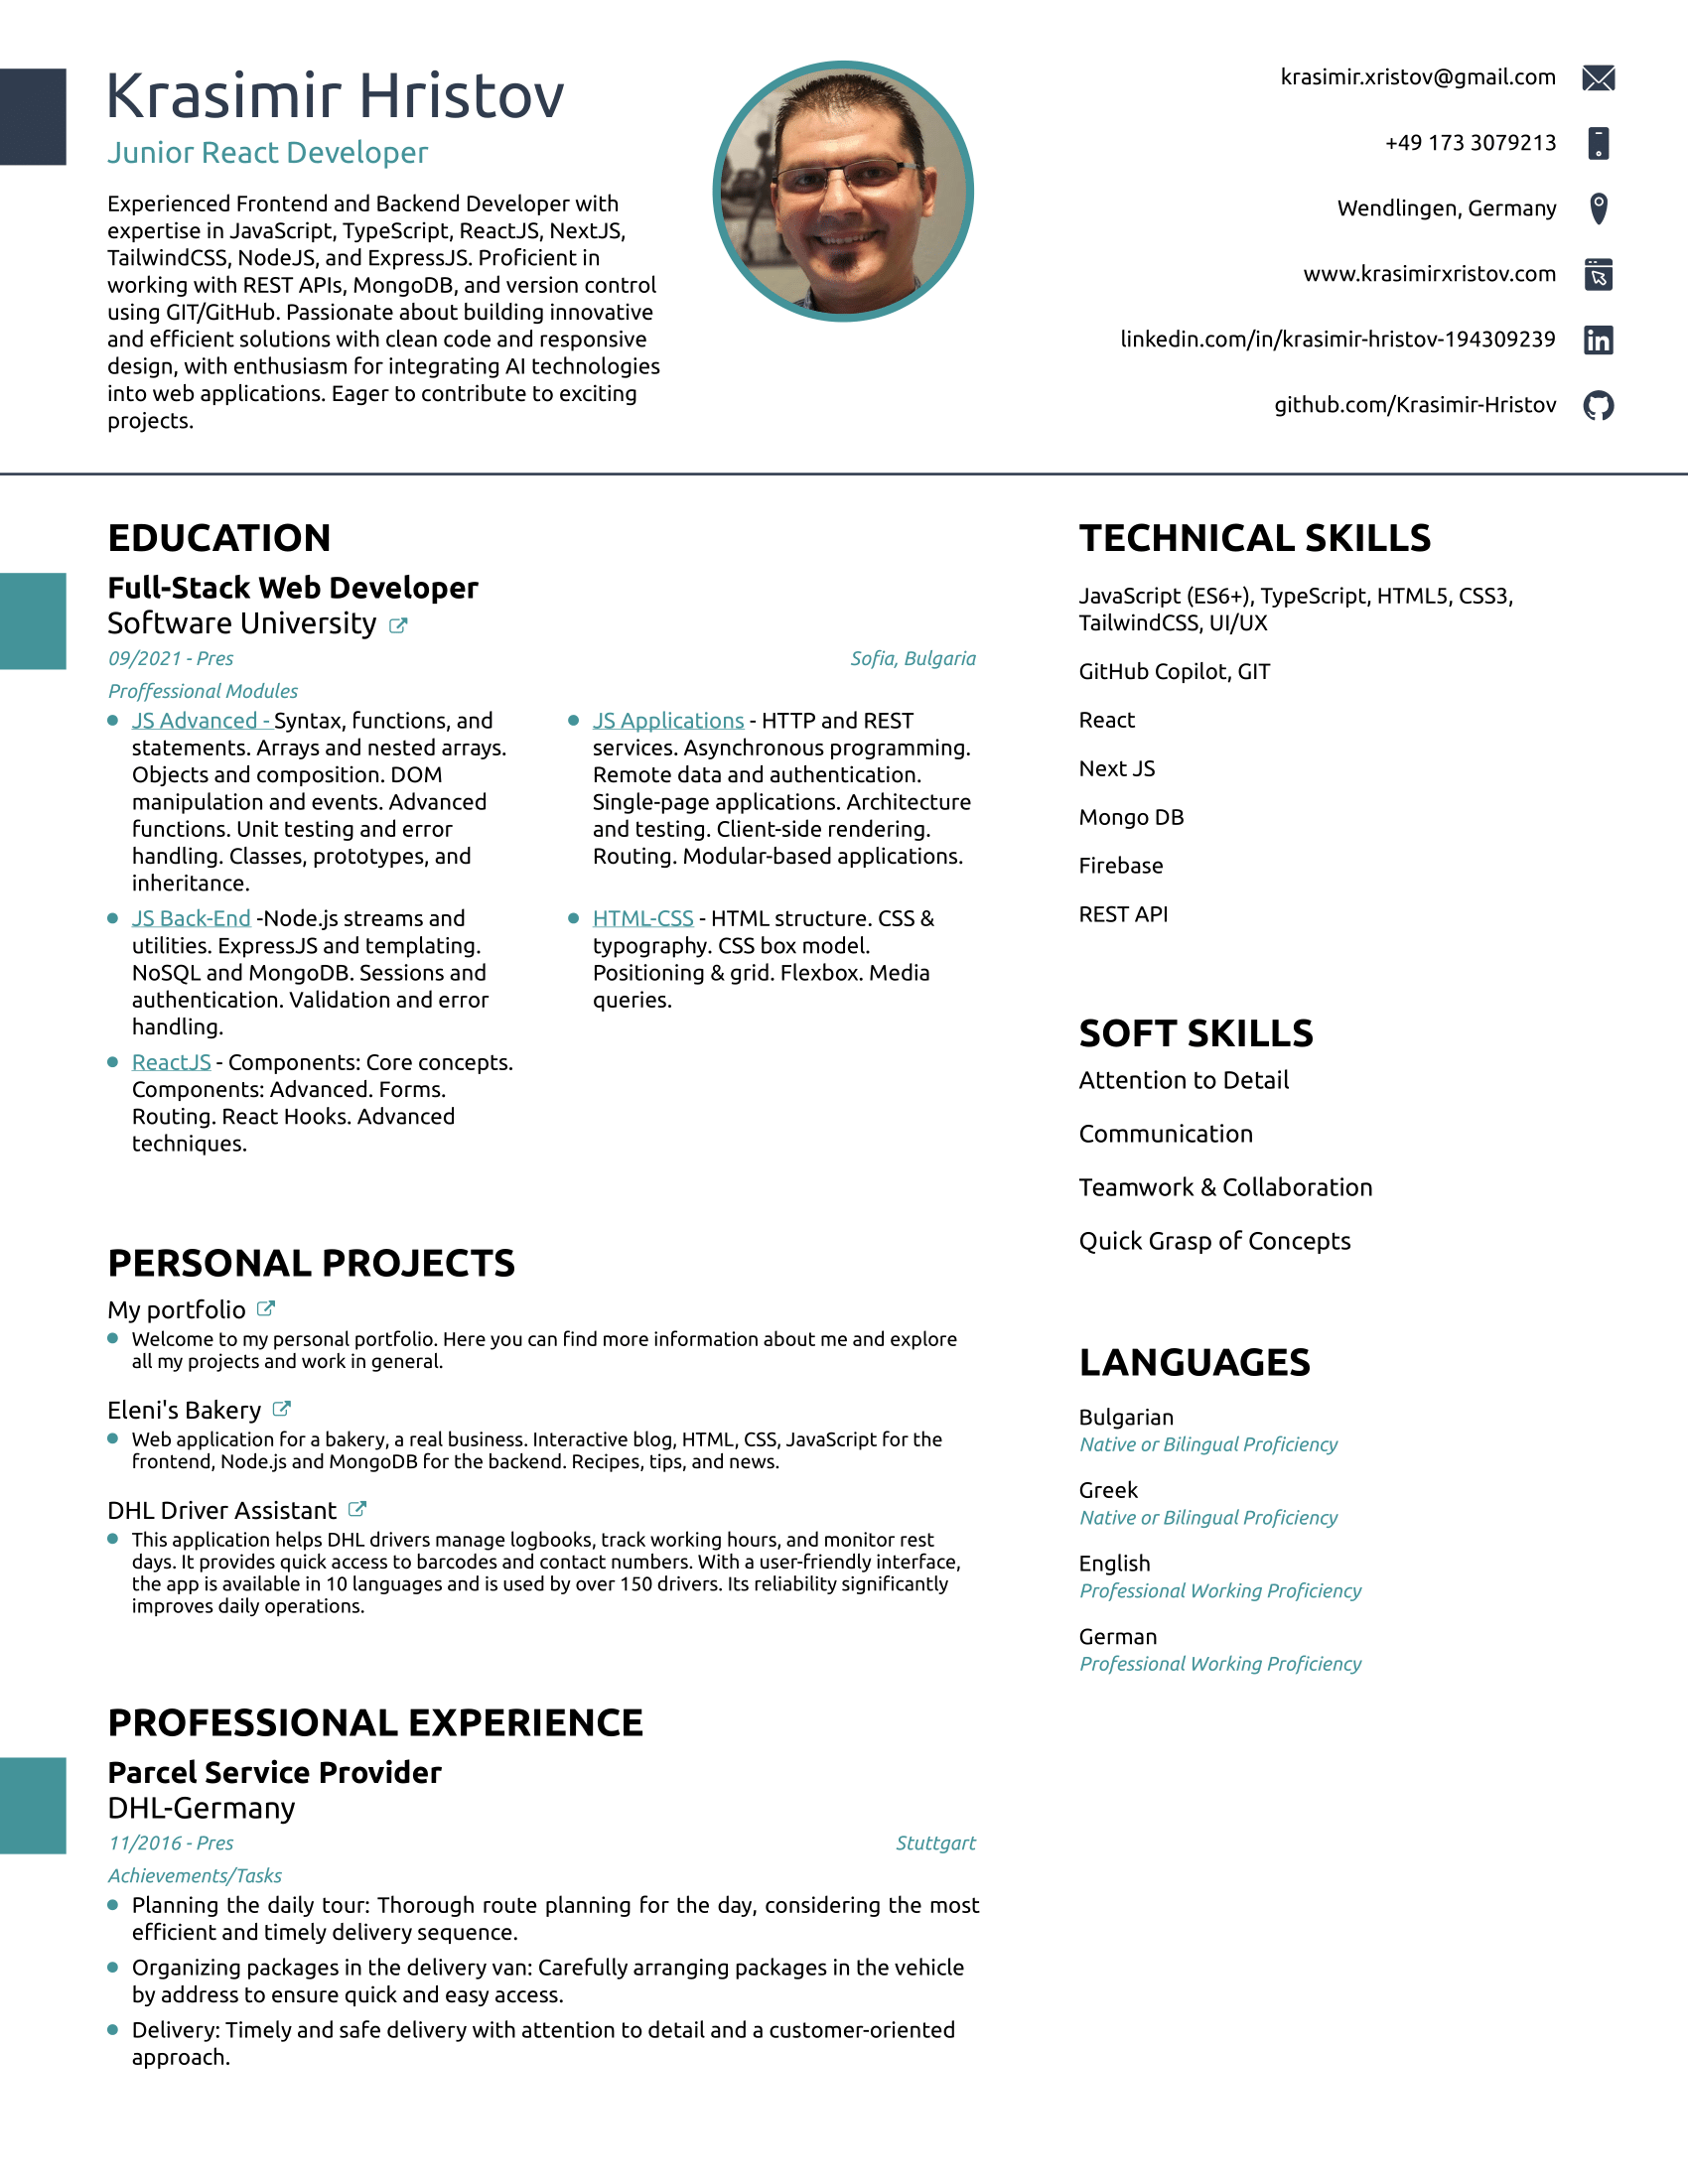 Krasimir Hristov
Junior React Developer
Experienced Frontend and Backend Developer with
expertise in JavaScript, TypeScript, ReactJS, NextJS,
TailwindCSS, NodeJS, and ExpressJS. Proficient in
working with REST APIs, MongoDB, and version control
using GIT/GitHub. Passionate about building innovative
and efficient solutions with clean code and responsive
design, with enthusiasm for integrating AI technologies
into web applications. Eager to contribute to exciting
projects.
krasimir.xristov@gmail.com
+49 173 3079213
Wendlingen, Germany
www.krasimirxristov.com
linkedin.com/in/krasimir-hristov-194309239
github.com/Krasimir-Hristov
EDUCATION
Full-Stack Web Developer
Software University
09/2021 - Pres
Sofia, Bulgaria
Proffessional Modules
JS Advanced - Syntax, functions, and
statements. Arrays and nested arrays.
Objects and composition. DOM
manipulation and events. Advanced
functions. Unit testing and error
handling. Classes, prototypes, and
inheritance.
JS Applications - HTTP and REST
services. Asynchronous programming.
Remote data and authentication.
Single-page applications. Architecture
and testing. Client-side rendering.
Routing. Modular-based applications.
JS Back-End -Node.js streams and
utilities. ExpressJS and templating.
NoSQL and MongoDB. Sessions and
authentication. Validation and error
handling.
HTML-CSS - HTML structure. CSS &
typography. CSS box model.
Positioning & grid. Flexbox. Media
queries.
ReactJS - Components: Core concepts.
Components: Advanced. Forms.
Routing. React Hooks. Advanced
techniques.
PERSONAL PROJECTS
My portfolio
Welcome to my personal portfolio. Here you can find more information about me and explore
all my projects and work in general.
Eleni's Bakery
Web application for a bakery, a real business. Interactive blog, HTML, CSS, JavaScript for the
frontend, Node.js and MongoDB for the backend. Recipes, tips, and news.
DHL Driver Assistant
This application helps DHL drivers manage logbooks, track working hours, and monitor rest
days. It provides quick access to barcodes and contact numbers. With a user-friendly interface,
the app is available in 10 languages and is used by over 150 drivers. Its reliability significantly
improves daily operations.
PROFESSIONAL EXPERIENCE
Parcel Service Provider
DHL-Germany
11/2016 - Pres
Stuttgart
Achievements/Tasks
Planning the daily tour: Thorough route planning for the day, considering the most
efficient and timely delivery sequence.
Organizing packages in the delivery van: Carefully arranging packages in the vehicle
by address to ensure quick and easy access.
Delivery: Timely and safe delivery with attention to detail and a customer-oriented
approach.
TECHNICAL SKILLS
JavaScript (ES6+), TypeScript, HTML5, CSS3,
TailwindCSS, UI/UX
GitHub Copilot, GIT
React
Next JS
Mongo DB
Firebase
REST API
SOFT SKILLS
Attention to Detail
Communication
Teamwork & Collaboration
Quick Grasp of Concepts
LANGUAGES
Bulgarian
Native or Bilingual Proficiency
Greek
Native or Bilingual Proficiency
English
Professional Working Proficiency
German
Professional Working Proficiency